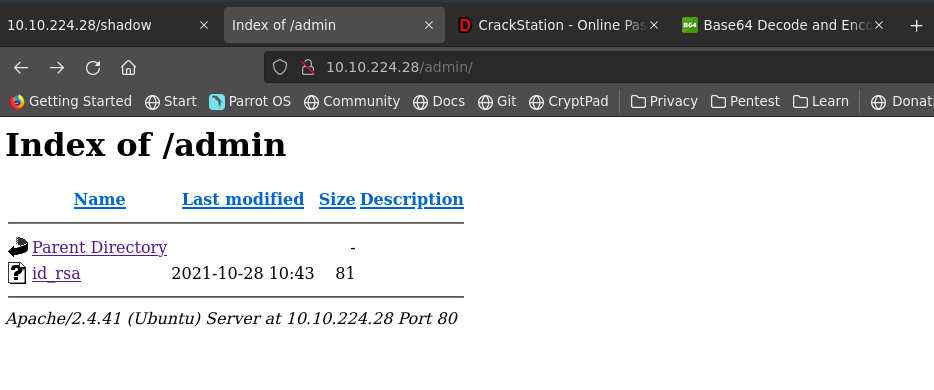 10.10.224.28/shadow × Index of /admin × D CrackStation - Online Pas × B64 Base64 Decode and Enco × +
10.10.224.28/admin/
Getting Started Start Parrot OS Community Docs Git CryptPad Privacy Pentest Learn Donati
Index of /admin
Name Last modified Size Description
Parent Directory -
? id_rsa 2021-10-28 10:43 81
Apache/2.4.41 (Ubuntu) Server at 10.10.224.28 Port 80